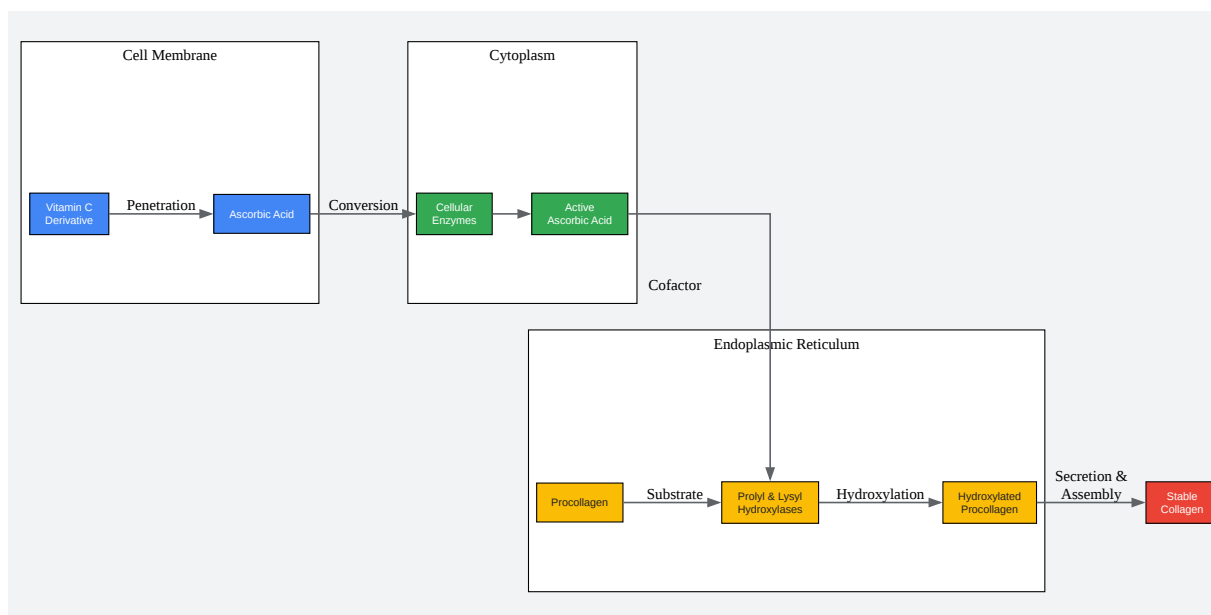 Cell Membrane
Cytoplasm
Vitamin C
Derivative
Penetration
Ascorbic Acid
Conversion
Cellular
Enzymes
Active
Ascorbic Acid
Cofactor
Endoplasmic Reticulum
Procollagen
Substrate
Prolyl & Lysyl
Hydroxylases
Hydroxylation
Hydroxylated
Procollagen
Secretion &
Assembly
Stable
Collagen